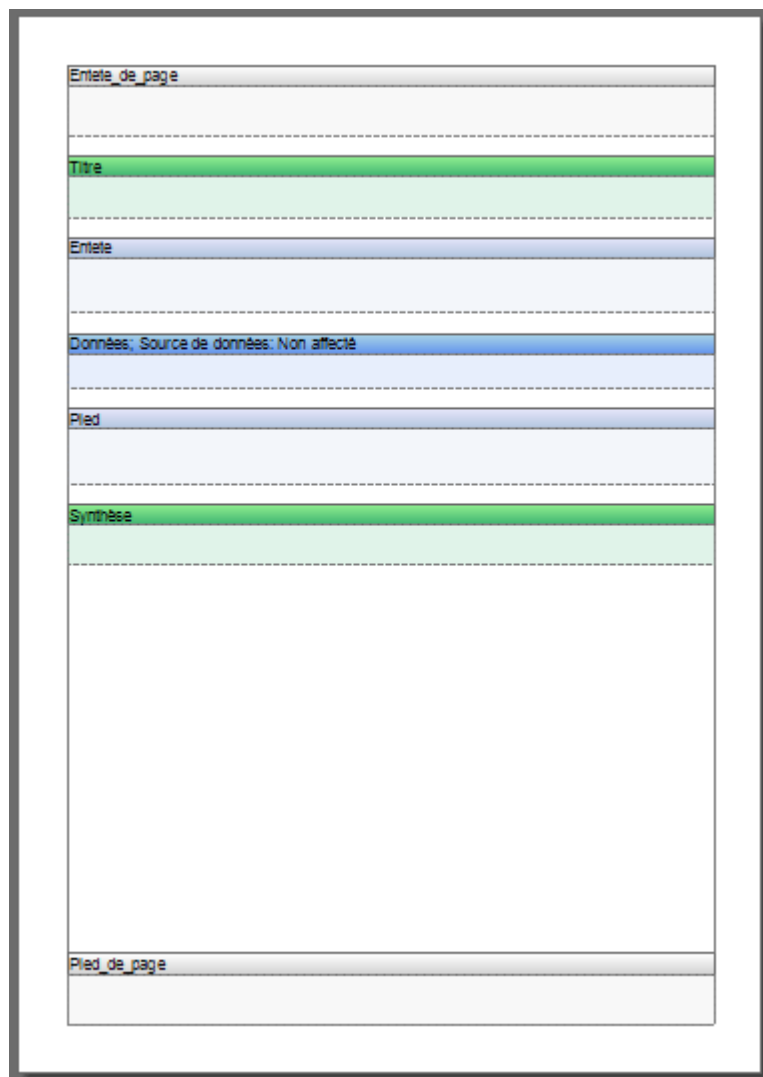 Entete_de_page
Titre
Entete
Données; Source de données: Non affecté
Pied
Synthèse
Pied_de_page